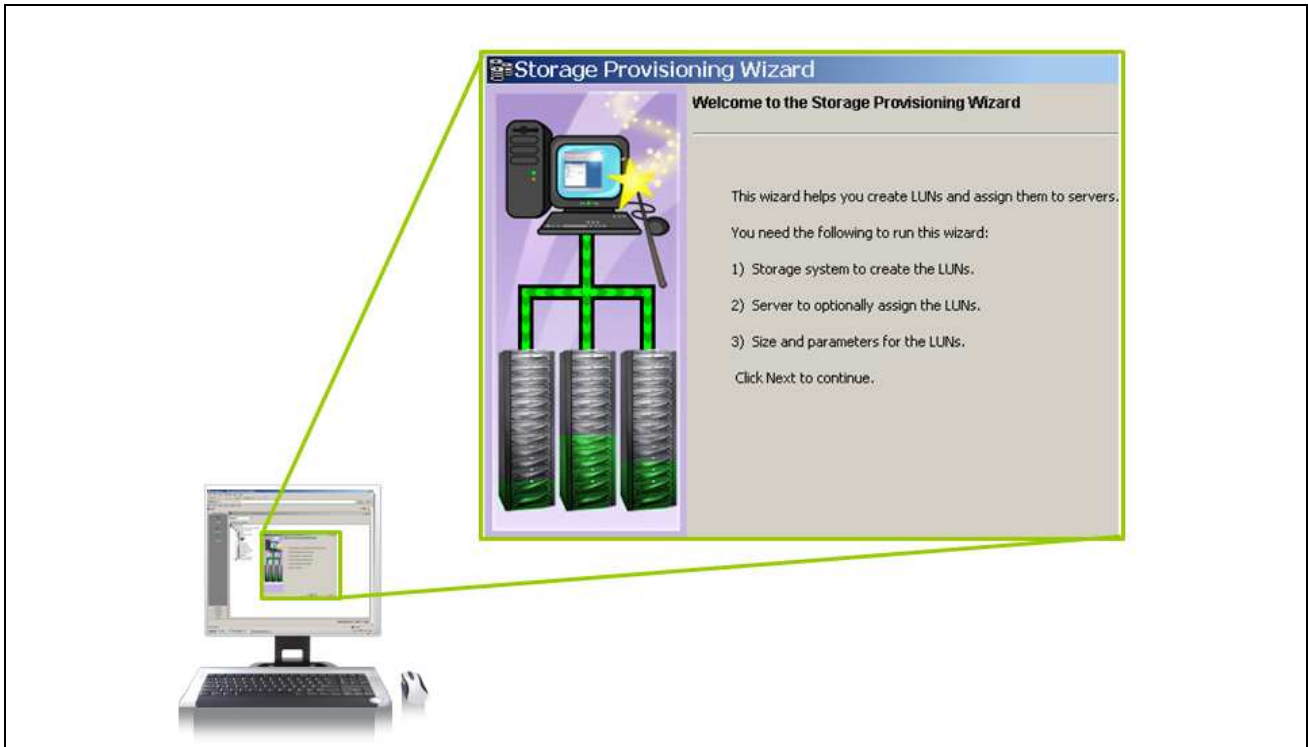 Storage Provisioning Wizard
Welcome to the Storage Provisioning Wizard
This wizard helps you create LUNs and assign them to servers.
You need the following to run this wizard:
1) Storage system to create the LUNs.
2) Server to optionally assign the LUNs.
3) Size and parameters for the LUNs.
Click Next to continue.